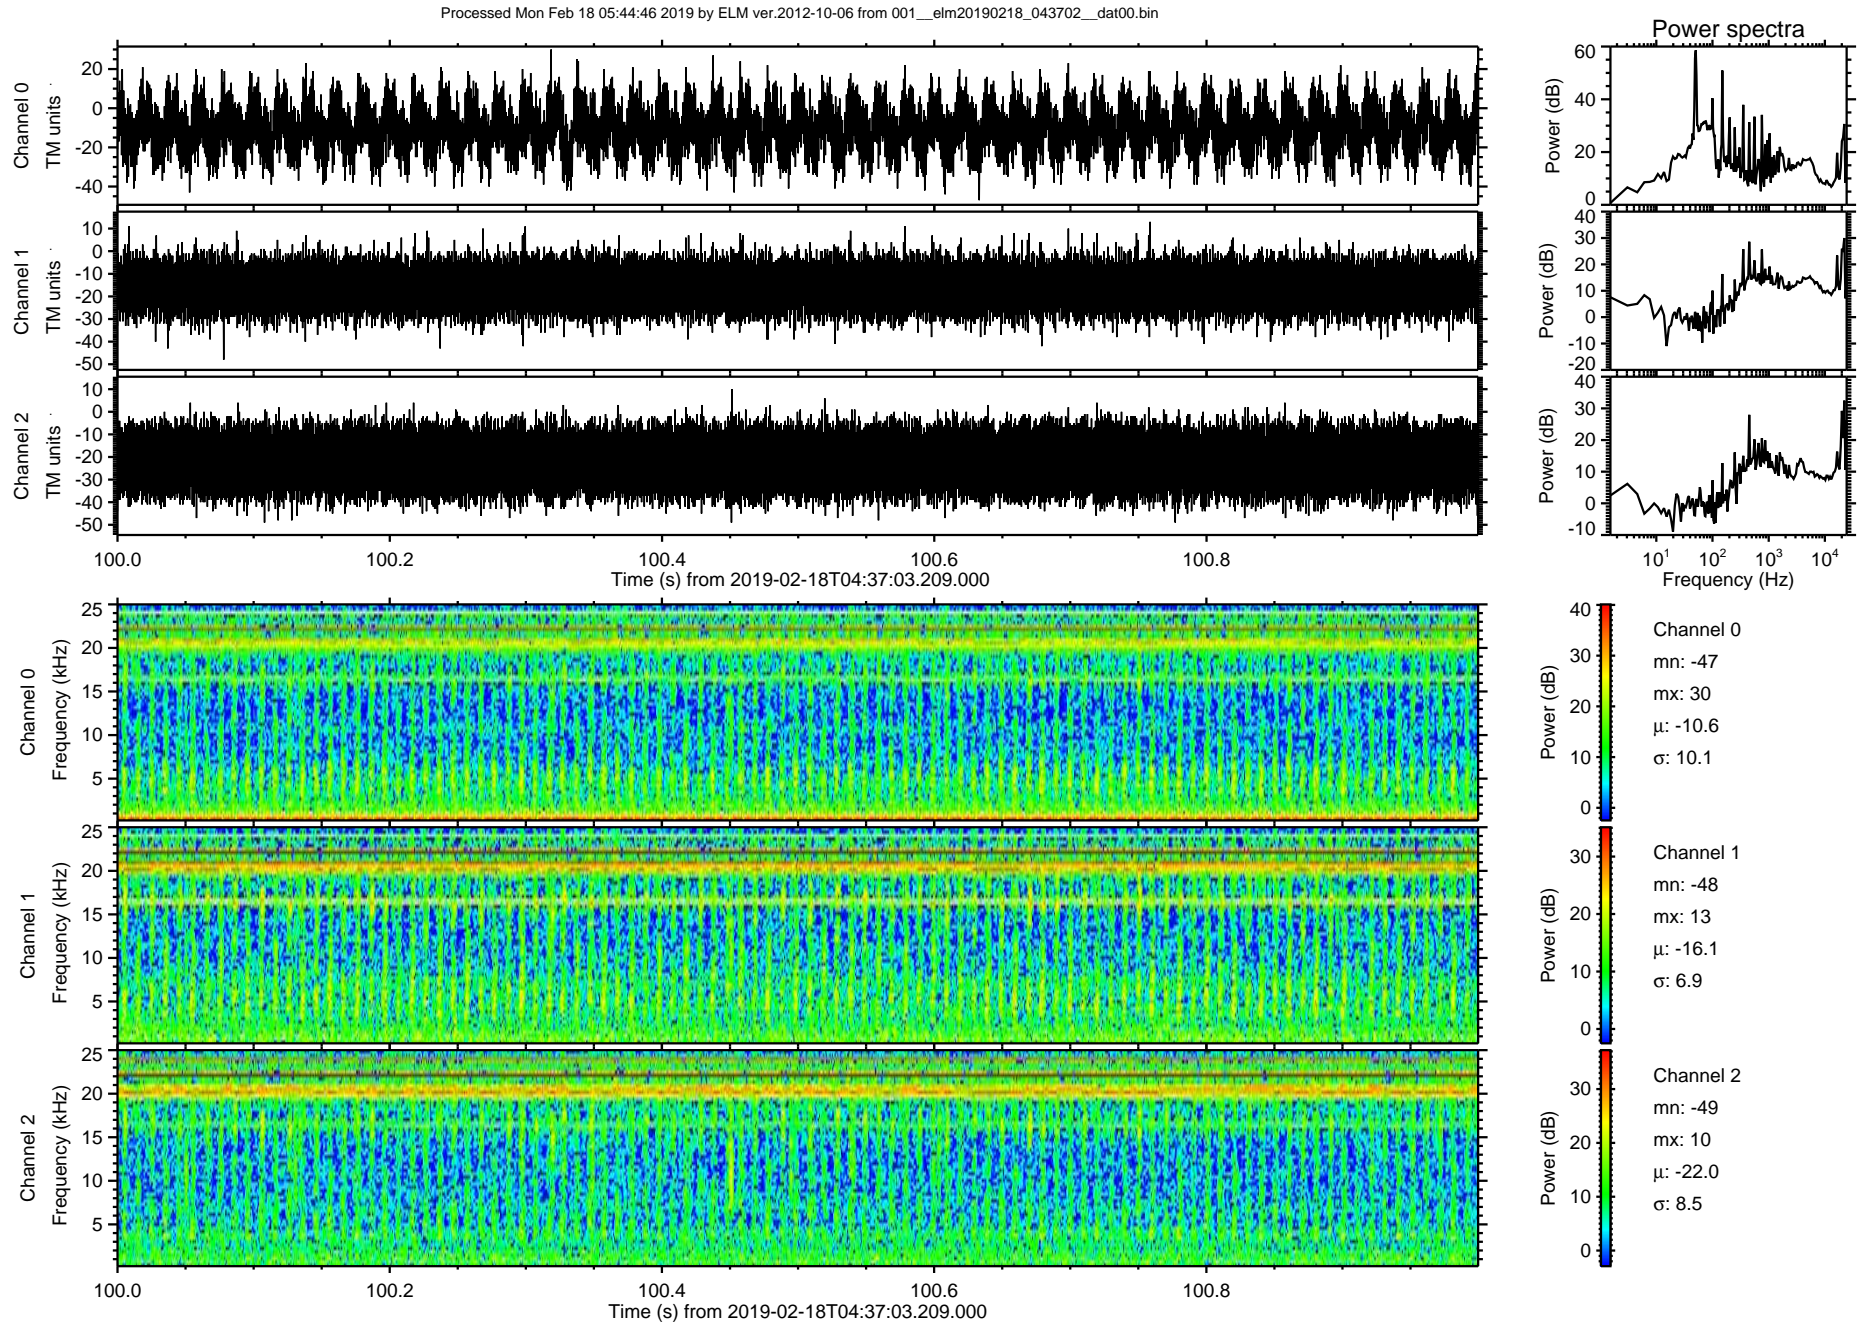 Processed Mon Feb 18 05:44:46 2019 by ELM ver.2012-10-06 from 001__elm20190218_043702__dat00.bin
Power spectra
Channel 0
TM units
20
0
-20
-40
Power (dB)
60
40
20
0
Channel 1
TM units
10
0
-10
-20
-30
-40
-50
Power (dB)
40
30
20
10
0
-10
-20
Channel 2
TM units
10
0
-10
-20
-30
-40
-50
Power (dB)
40
30
20
10
0
-10
100.0 100.2 100.4 100.6 100.8
Time (s) from 2019-02-18T04:37:03.209.000
10^1 10^2 10^3 10^4
Frequency (Hz)
Channel 0
Frequency (kHz)
25
20
15
10
5
Power (dB)
40
30
20
10
0
Channel 0
mn: -47
mx: 30
μ: -10.6
σ: 10.1
Channel 1
Frequency (kHz)
25
20
15
10
5
Power (dB)
30
20
10
0
Channel 1
mn: -48
mx: 13
μ: -16.1
σ: 6.9
Channel 2
Frequency (kHz)
25
20
15
10
5
Power (dB)
30
20
10
0
Channel 2
mn: -49
mx: 10
μ: -22.0
σ: 8.5
100.0 100.2 100.4 100.6 100.8
Time (s) from 2019-02-18T04:37:03.209.000